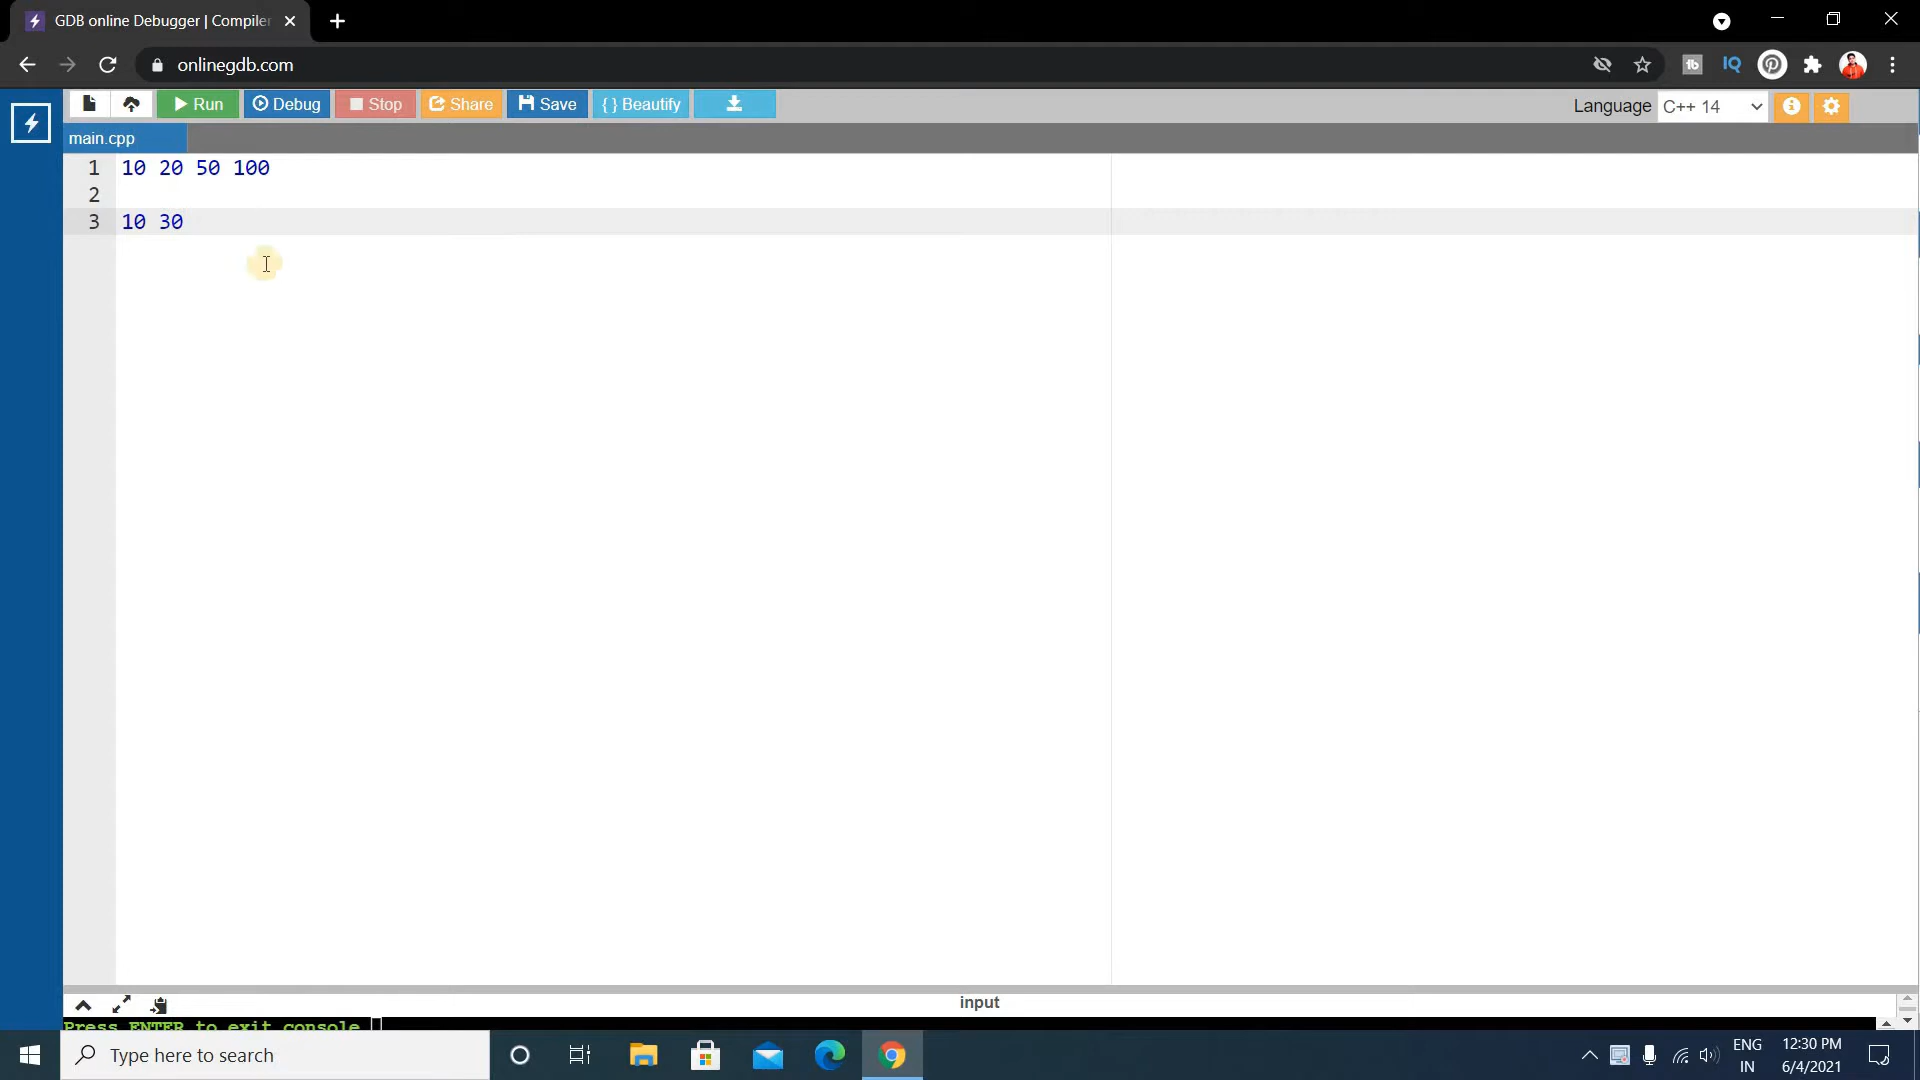 GDB online Debugger | Compiler
onlinegdb.com
Run Debug Stop Share Save { } Beautify Language C++ 14
main.cpp
1 10 20 50 100
2
3 10 30
input
Press ENTER to exit console.
Type here to search
ENG
IN
12:30 PM
6/4/2021